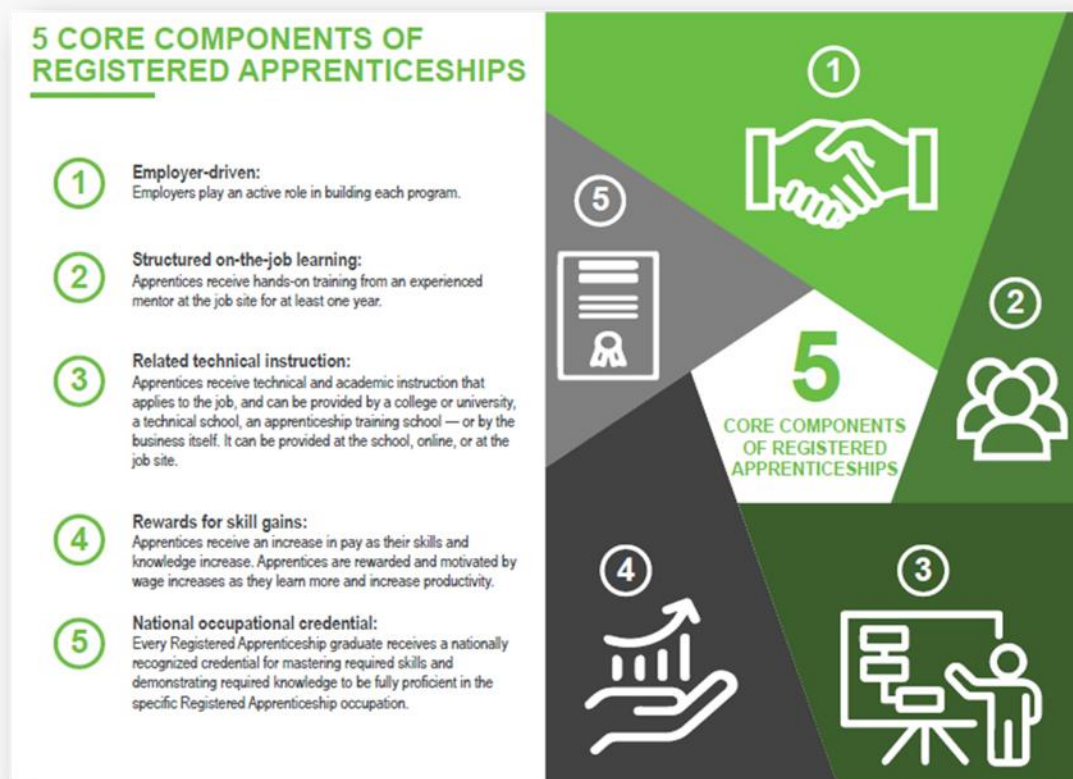 5 CORE COMPONENTS OF
REGISTERED APPRENTICESHIPS
1
Employer-driven:
Employers play an active role in building each program.
2
Structured on-the-job learning:
Apprentices receive hands-on training from an experienced
mentor at the job site for at least one year.
3
Related technical instruction:
Apprentices receive technical and academic instruction that
applies to the job, and can be provided by a college or university,
a technical school, an apprenticeship training school — or by the
business itself. It can be provided at the school, online, or at the
job site.
4
Rewards for skill gains:
Apprentices receive an increase in pay as their skills and
knowledge increase. Apprentices are rewarded and motivated by
wage increases as they learn more and increase productivity.
5
National occupational credential:
Every Registered Apprenticeship graduate receives a nationally
recognized credential for mastering required skills and
demonstrating required knowledge to be fully proficient in the
specific Registered Apprenticeship occupation.
1
5
2
5
CORE COMPONENTS
OF REGISTERED
APPRENTICESHIPS
4
3